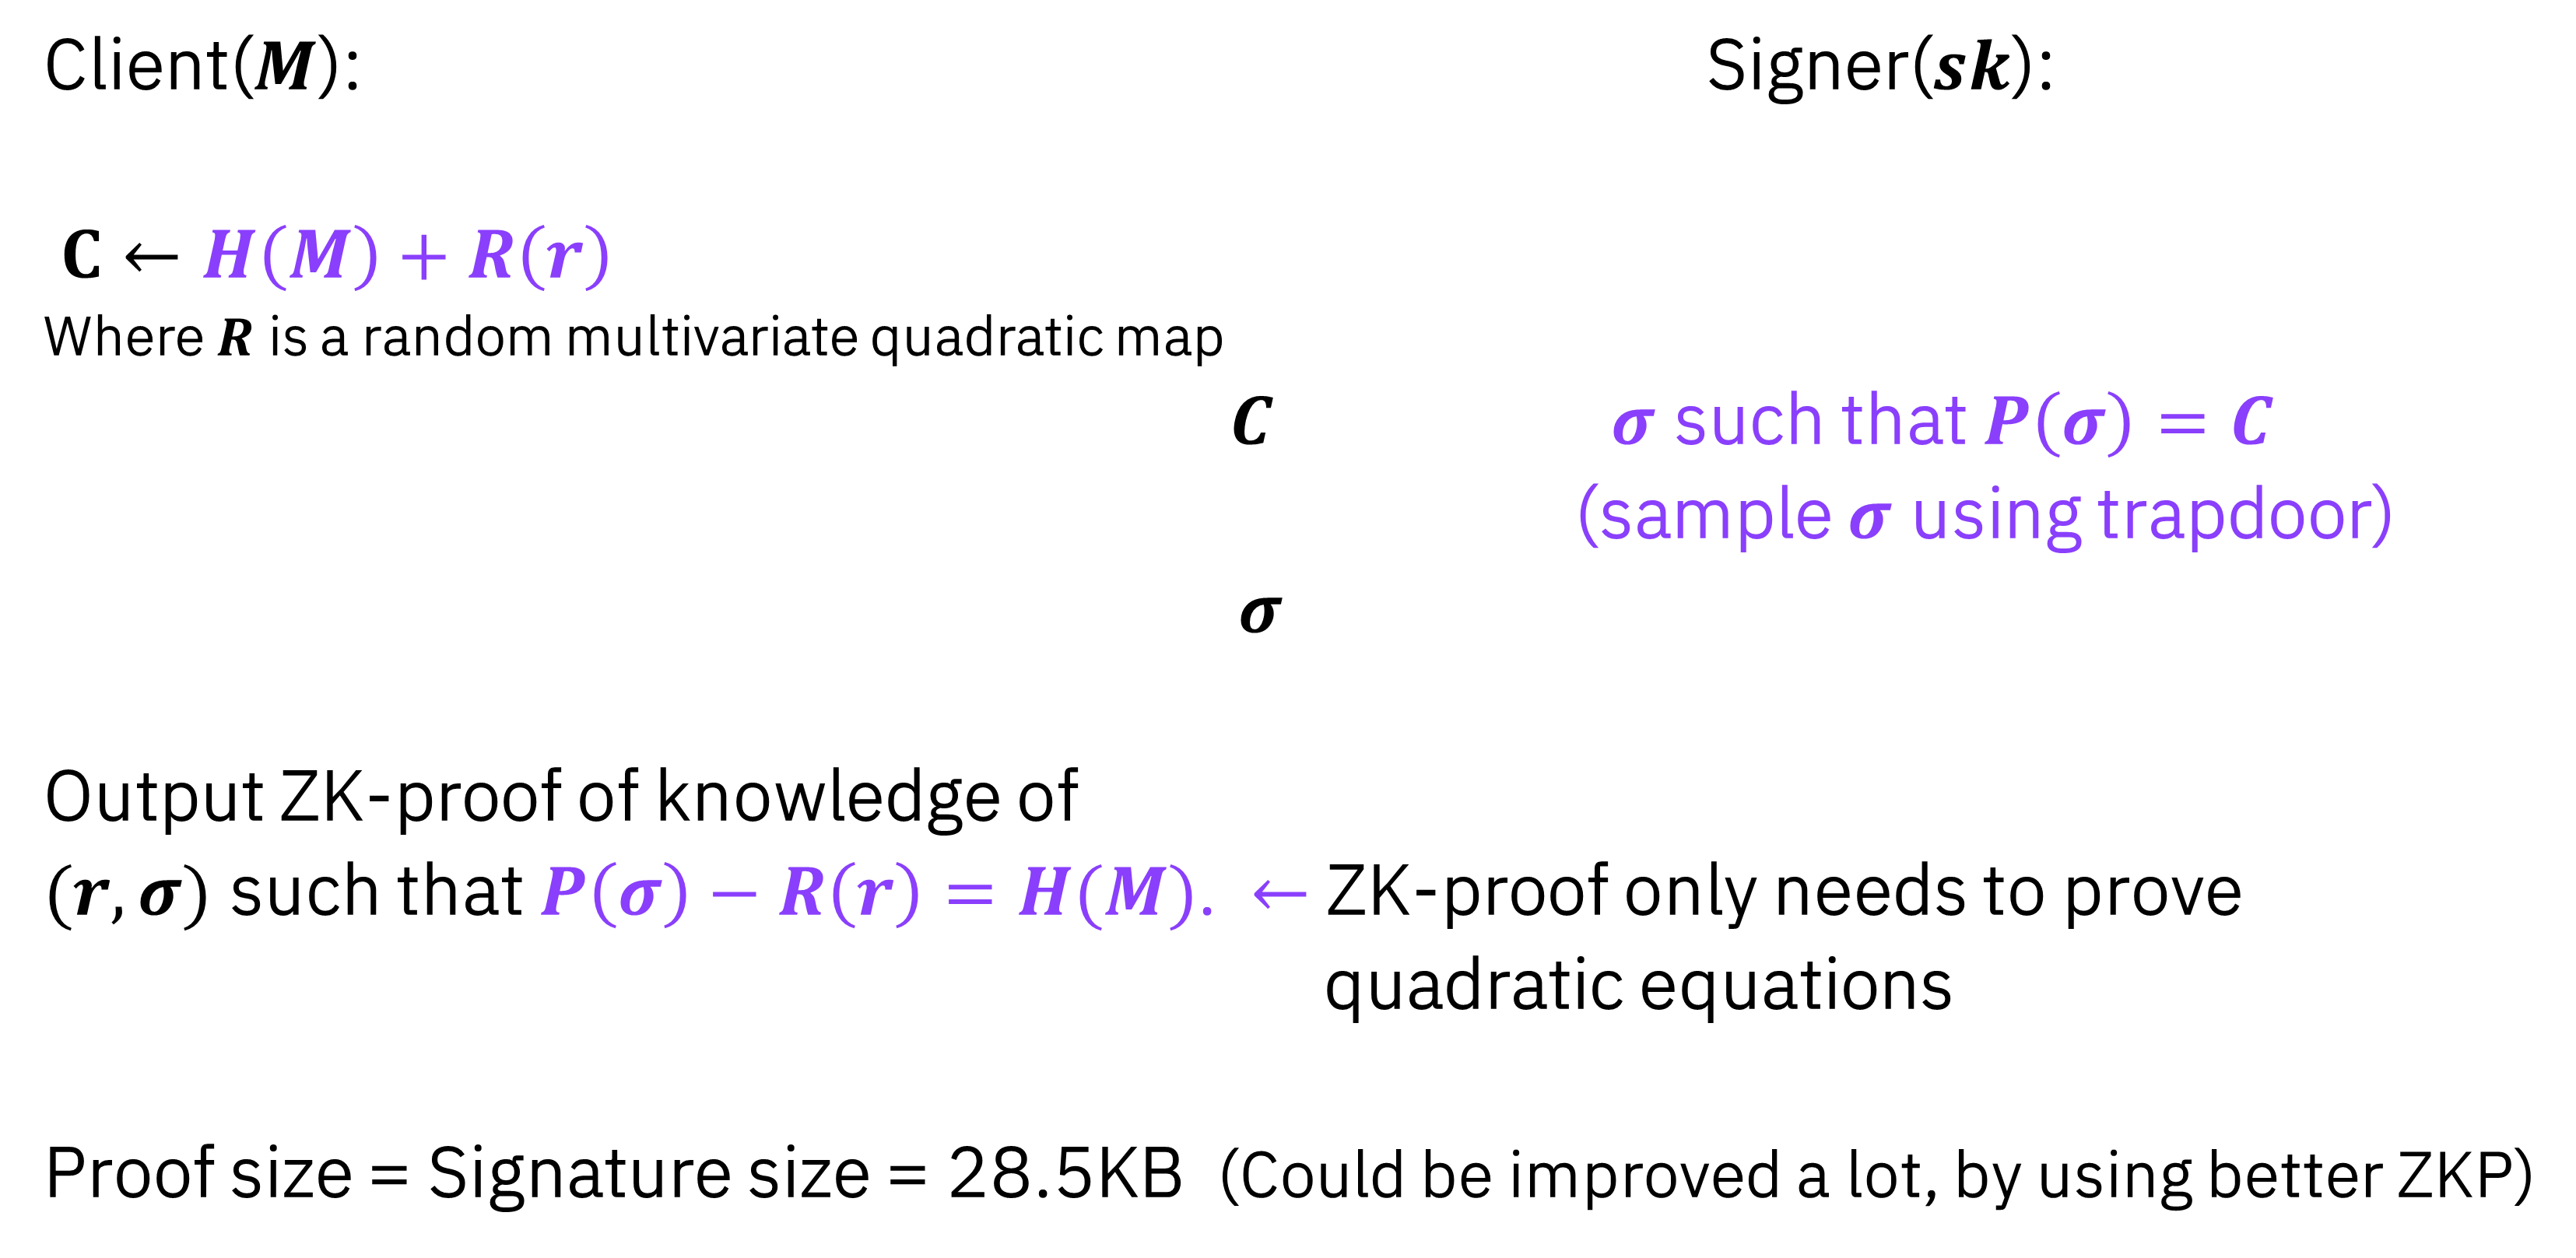 Client(M):
Signer(sk):
C ← H(M) + R(r)
Where R is a random multivariate quadratic map
C
σ such that P(σ) = C
(sample σ using trapdoor)
σ
Output ZK-proof of knowledge of
(r, σ) such that P(σ) − R(r) = H(M). ← ZK-proof only needs to prove
quadratic equations
Proof size = Signature size = 28.5KB (Could be improved a lot, by using better ZKP)